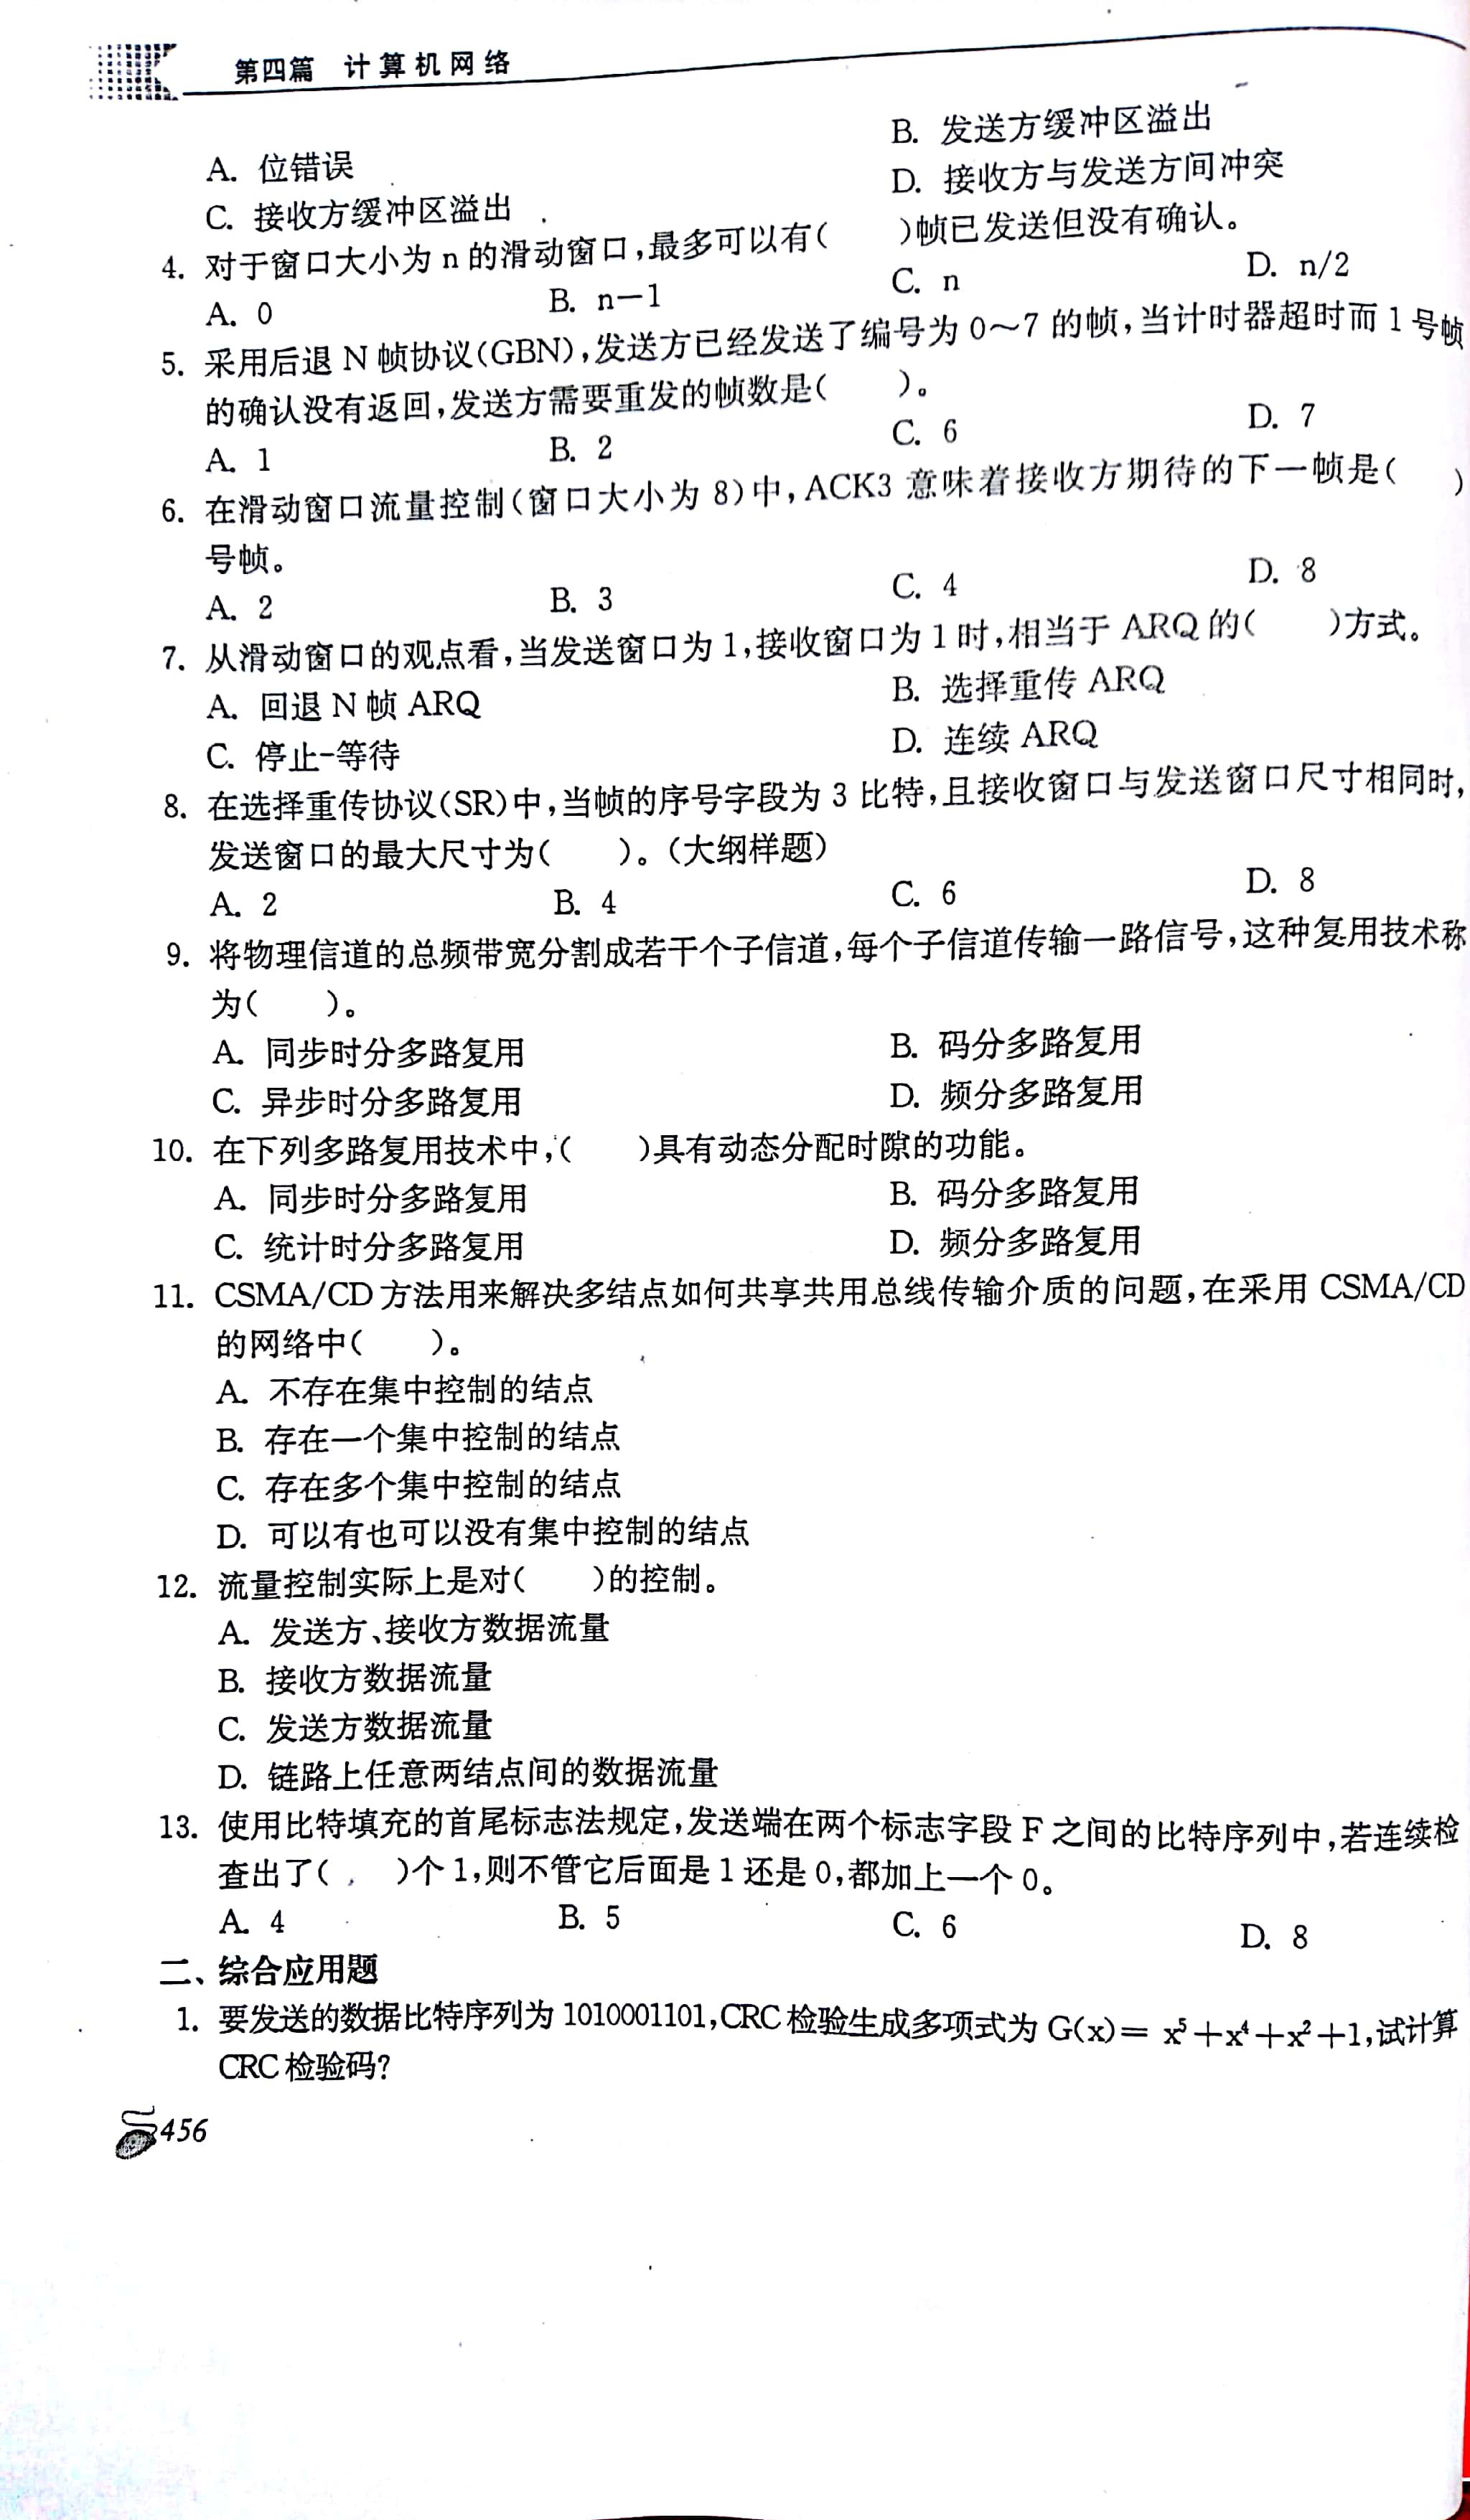 第四篇 计算机网络
A. 位错误 B. 发送方缓冲区溢出
C. 接收方缓冲区溢出 D. 接收方与发送方间冲突
4. 对于窗口大小为 n 的滑动窗口,最多可以有( )帧已发送但没有确认。
A. 0 B. n－1 C. n D. n/2
5. 采用后退 N 帧协议(GBN),发送方已经发送了编号为 0～7 的帧,当计时器超时而 1 号帧
的确认没有返回,发送方需要重发的帧数是( )。
A. 1 B. 2 C. 6 D. 7
6. 在滑动窗口流量控制(窗口大小为 8)中,ACK3 意味着接收方期待的下一帧是( )
号帧。
A. 2 B. 3 C. 4 D. 8
7. 从滑动窗口的观点看,当发送窗口为 1,接收窗口为 1 时,相当于 ARQ 的( )方式。
A. 回退 N 帧 ARQ B. 选择重传 ARQ
C. 停止-等待 D. 连续 ARQ
8. 在选择重传协议(SR)中,当帧的序号字段为 3 比特,且接收窗口与发送窗口尺寸相同时,
发送窗口的最大尺寸为( )。(大纲样题)
A. 2 B. 4 C. 6 D. 8
9. 将物理信道的总频带宽分割成若干个子信道,每个子信道传输一路信号,这种复用技术称
为( )。
A. 同步时分多路复用 B. 码分多路复用
C. 异步时分多路复用 D. 频分多路复用
10. 在下列多路复用技术中,( )具有动态分配时隙的功能。
A. 同步时分多路复用 B. 码分多路复用
C. 统计时分多路复用 D. 频分多路复用
11. CSMA/CD 方法用来解决多结点如何共享共用总线传输介质的问题,在采用 CSMA/CD
的网络中( )。
A. 不存在集中控制的结点
B. 存在一个集中控制的结点
C. 存在多个集中控制的结点
D. 可以有也可以没有集中控制的结点
12. 流量控制实际上是对( )的控制。
A. 发送方、接收方数据流量
B. 接收方数据流量
C. 发送方数据流量
D. 链路上任意两结点间的数据流量
13. 使用比特填充的首尾标志法规定,发送端在两个标志字段 F 之间的比特序列中,若连续检
查出了( )个 1,则不管它后面是 1 还是 0,都加上一个 0。
A. 4 B. 5 C. 6 D. 8
二、综合应用题
1. 要发送的数据比特序列为 1010001101,CRC 检验生成多项式为 G(x)= x⁵+x⁴+x²+1,试计算
CRC 检验码?
456